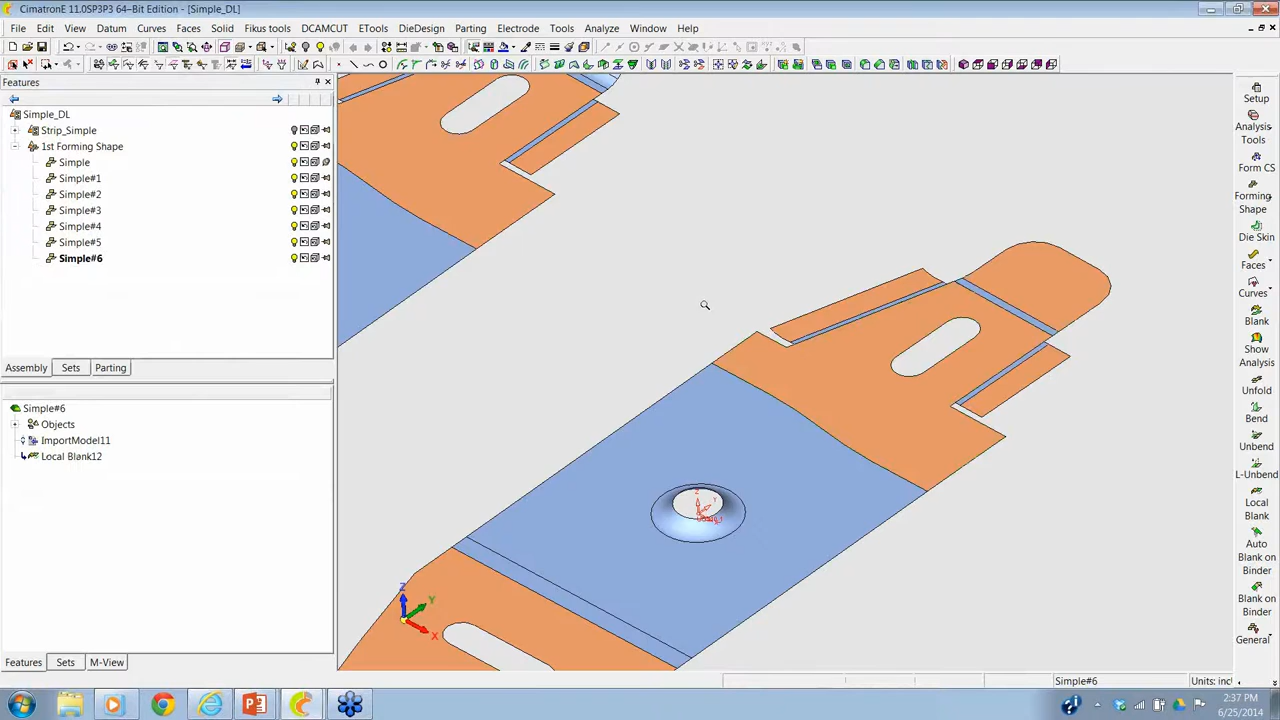 CimatronE 11.0SP3P3 64-Bit Edition - [Simple_DL]
File Edit View Datum Curves Faces Solid Fikus tools DCAMCUT ETools DieDesign Parting Electrode Tools Analyze Window Help
Features
Simple_DL
Strip_Simple
1st Forming Shape
Simple
Simple#1
Simple#2
Simple#3
Simple#4
Simple#5
Simple#6
Assembly Sets Parting
Simple#6
Objects
ImportModel11
Local Blank12
Features Sets M-View
Z
Y
X
Z
Y
Setup
Analysis
Tools
Form CS
Forming
Shape
Die Skin
Faces
Curves
Blank
Show
Analysis
Unfold
Bend
Unbend
L-Unbend
Local
Blank
Auto
Blank on
Binder
Blank on
Binder
General
Simple#6
Units: inc
2:37 PM
6/25/2014